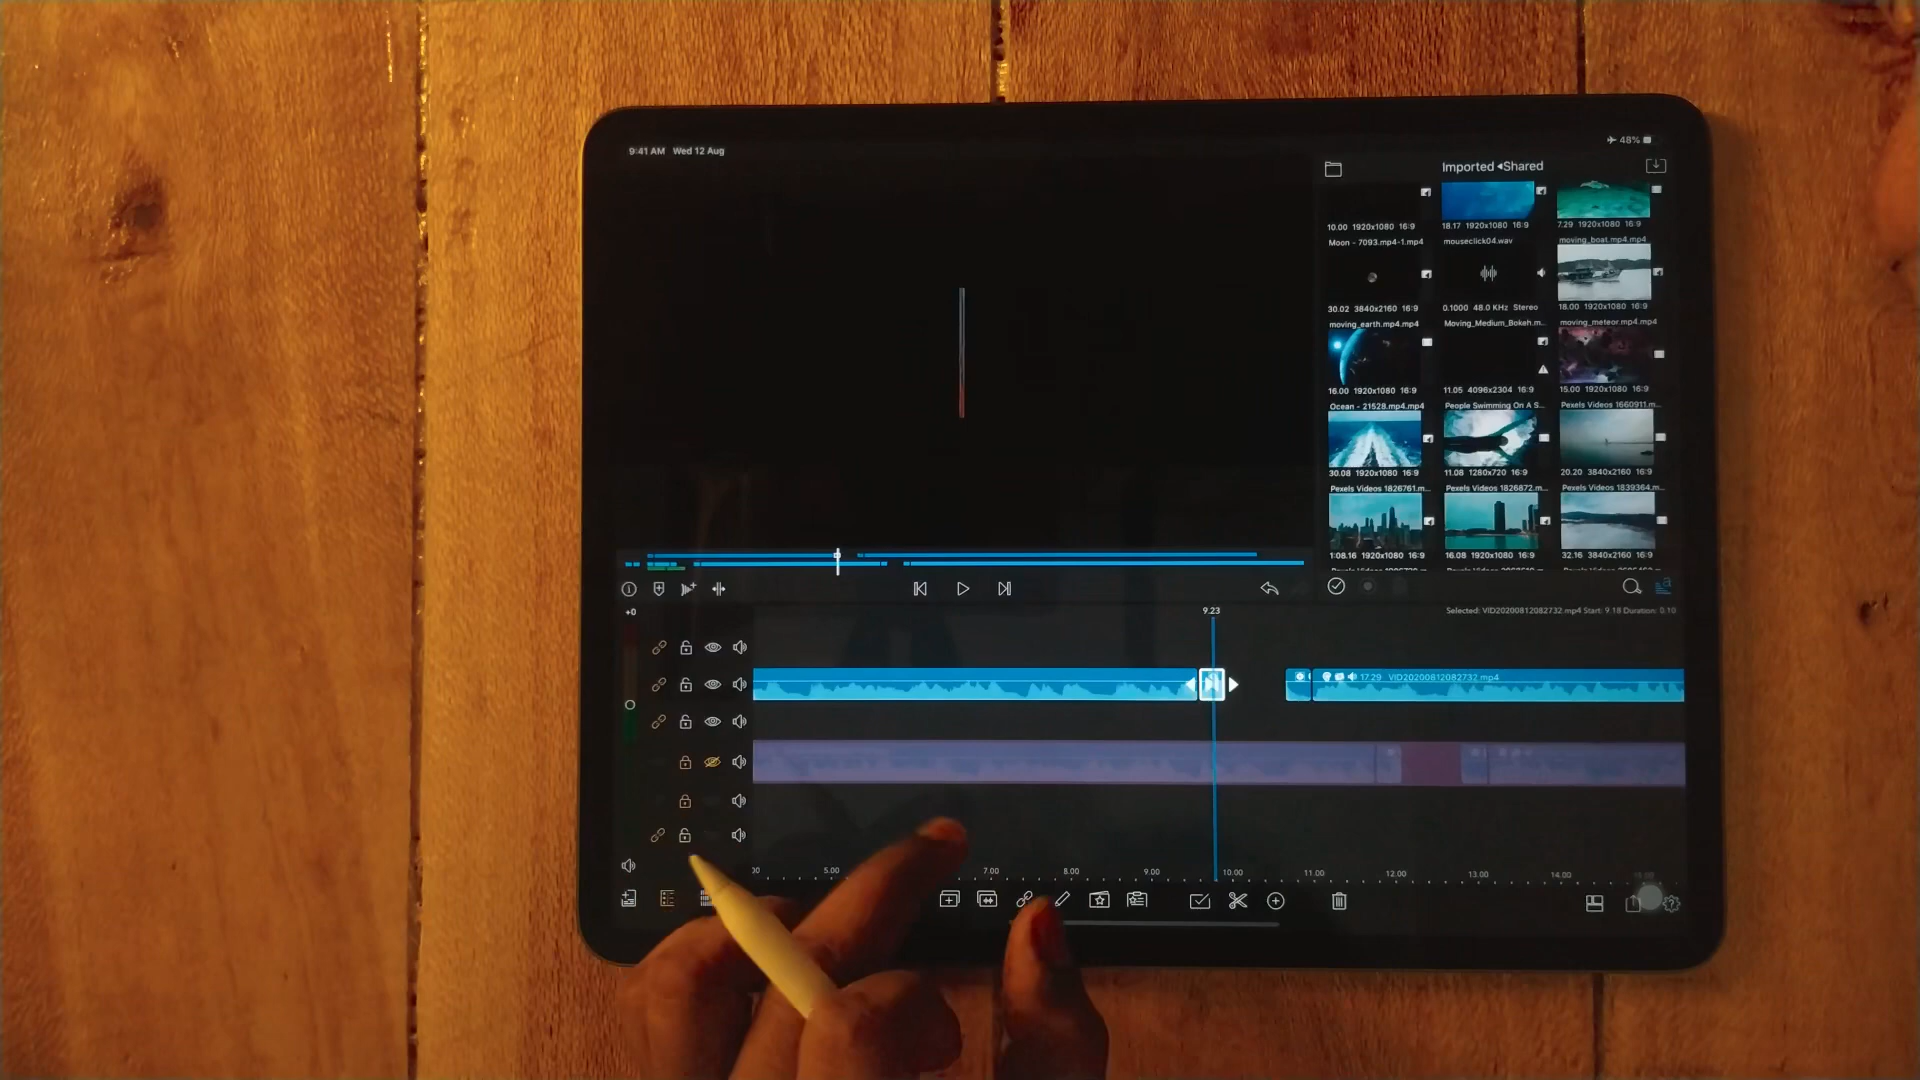 9:41 AM Wed 12 Aug
48%
Imported ◂Shared
10.00 1920x1080 16:9
18.17 1920x1080 16:9
7.29 1920x1080 16:9
Moon - 7093.mp4-1.mp4
mouseclick04.wav
moving_boat.mp4.mp4
30.02 3840x2160 16:9
0.1000 48.0 KHz Stereo
18.00 1920x1080 16:9
moving_earth.mp4.mp4
Moving_Medium_Bokeh.m...
moving_meteor.mp4.mp4
16.00 1920x1080 16:9
11.05 4096x2304 16:9
15.00 1920x1080 16:9
Ocean - 21528.mp4.mp4
People Swimming On A S...
Pexels Videos 1660911.m...
30.08 1920x1080 16:9
11.08 1280x720 16:9
20.20 3840x2160 16:9
Pexels Videos 1826761.m...
Pexels Videos 1826872.m...
Pexels Videos 1839364.m...
1:08.16 1920x1080 16:9
16.08 1920x1080 16:9
32.16 3840x2160 16:9
+0
9.23
Selected: VID20200812082732.mp4 Start: 9.18 Duration: 0.10
17.29 VID20200812082732.mp4
5.00
7.00
8.00
9.00
10.00
11.00
12.00
13.00
14.00